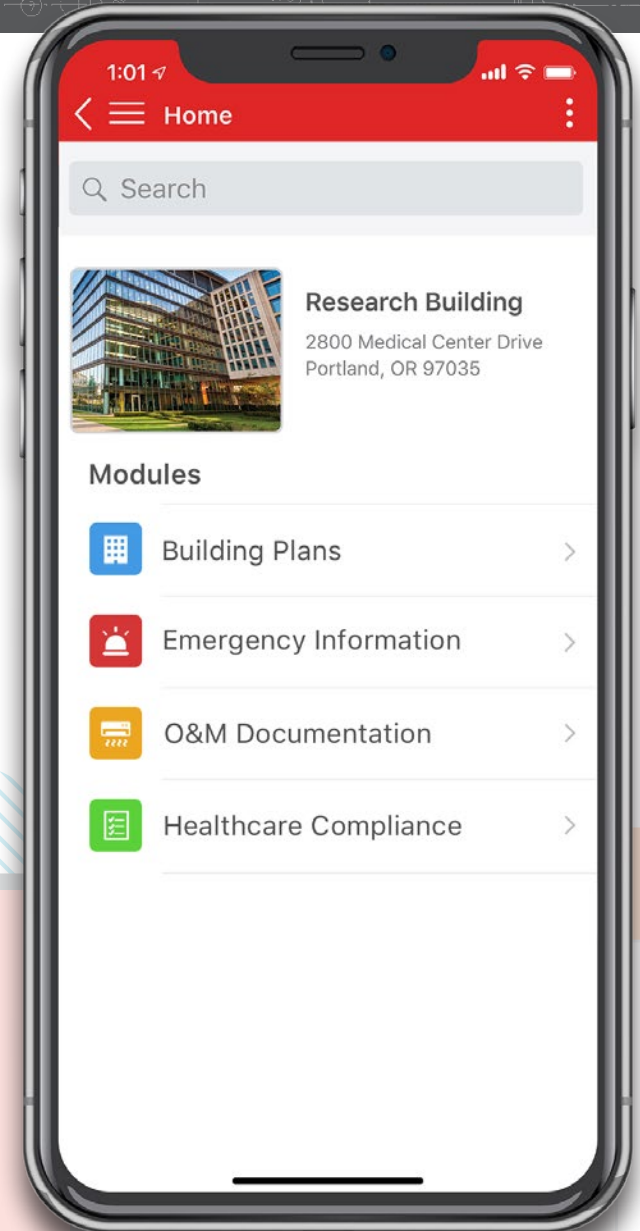 1:01
Home
Search
Research Building
2800 Medical Center Drive
Portland, OR 97035
Modules
Building Plans
Emergency Information
O&M Documentation
Healthcare Compliance